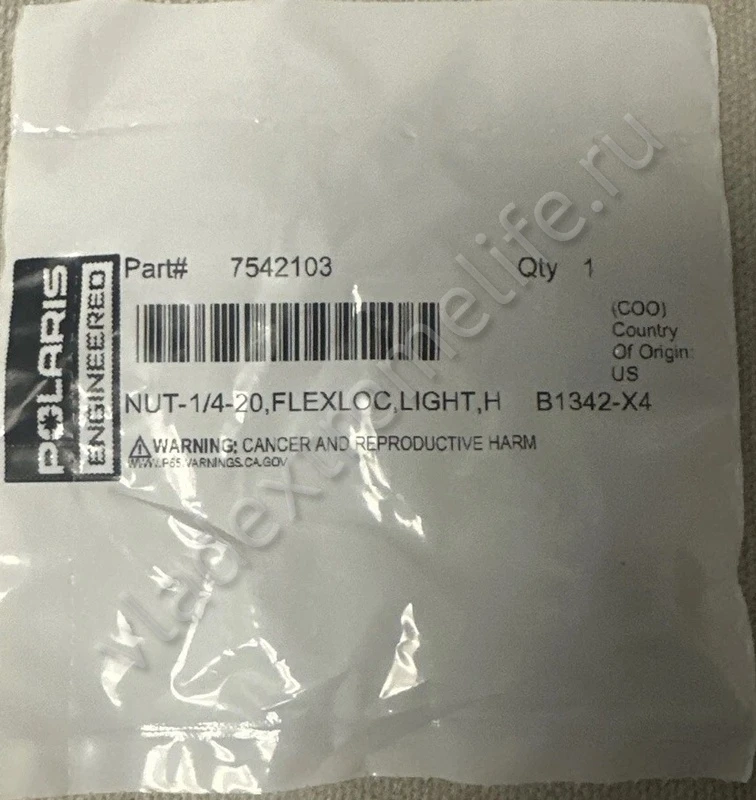 POLARIS
ENGINEERED
Part# 7542103 Qty 1
(COO)
Country
Of Origin:
US
NUT-1/4-20,FLEXLOC,LIGHT,H B1342-X4
WARNING: CANCER AND REPRODUCTIVE HARM
WWW.P65WARNINGS.CA.GOV
vladextremelife.ru